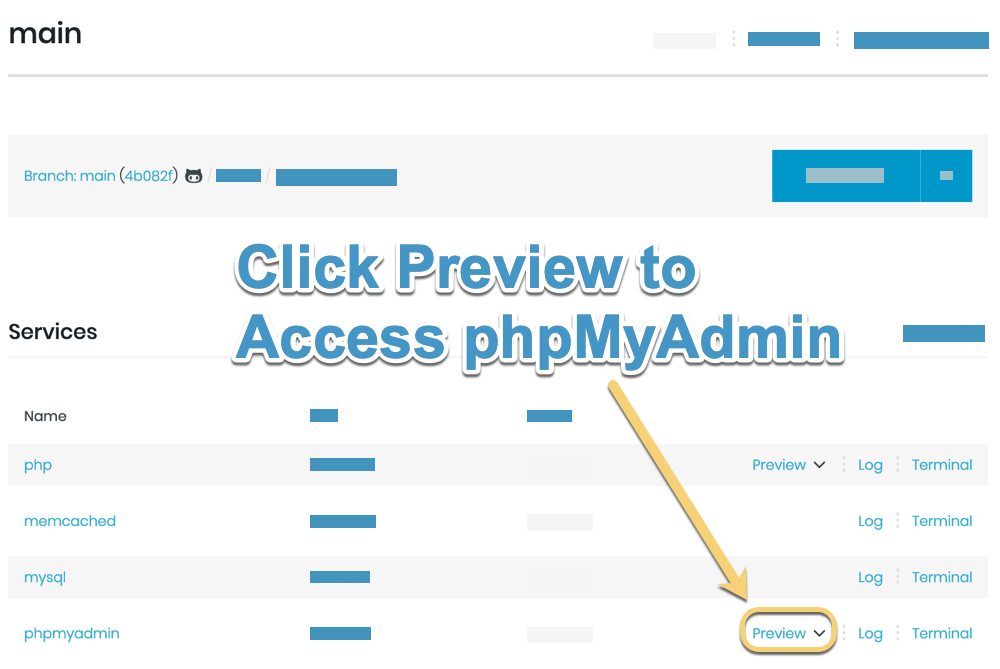 main
Branch: main (4b082f) / /
Click Preview to
Access phpMyAdmin
Services
Name
php Preview Log Terminal
memcached Log Terminal
mysql Log Terminal
phpmyadmin Preview Log Terminal